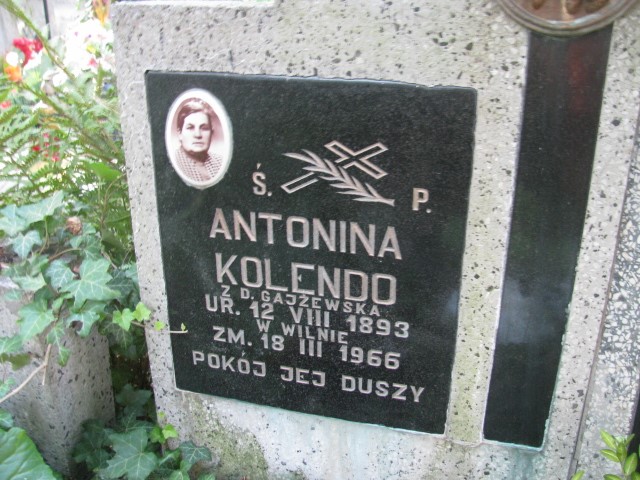 Ś. P.
ANTONINA
KOLENDO
Z D. GAJŻEWSKA
UR. 12 VIII 1893
W WILNIE
ZM. 18 III 1966
POKÓJ JEJ DUSZY